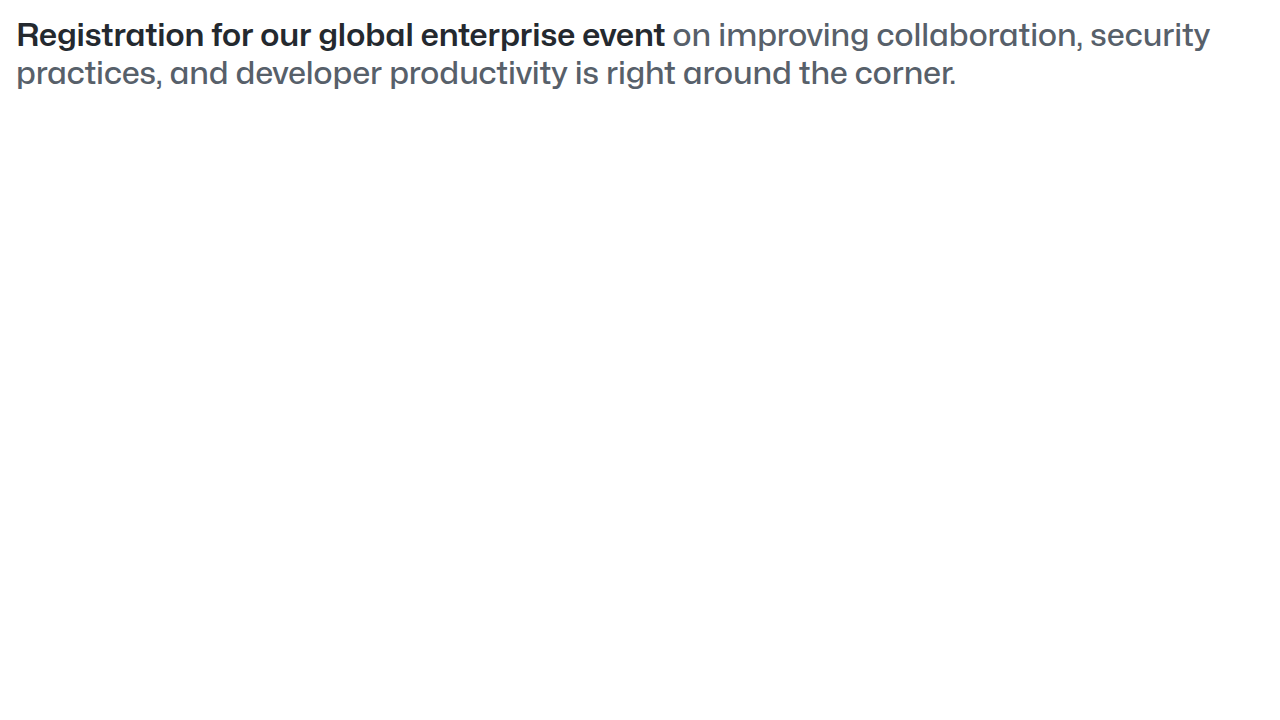 Registration for our global enterprise event on improving collaboration, security
practices, and developer productivity is right around the corner.